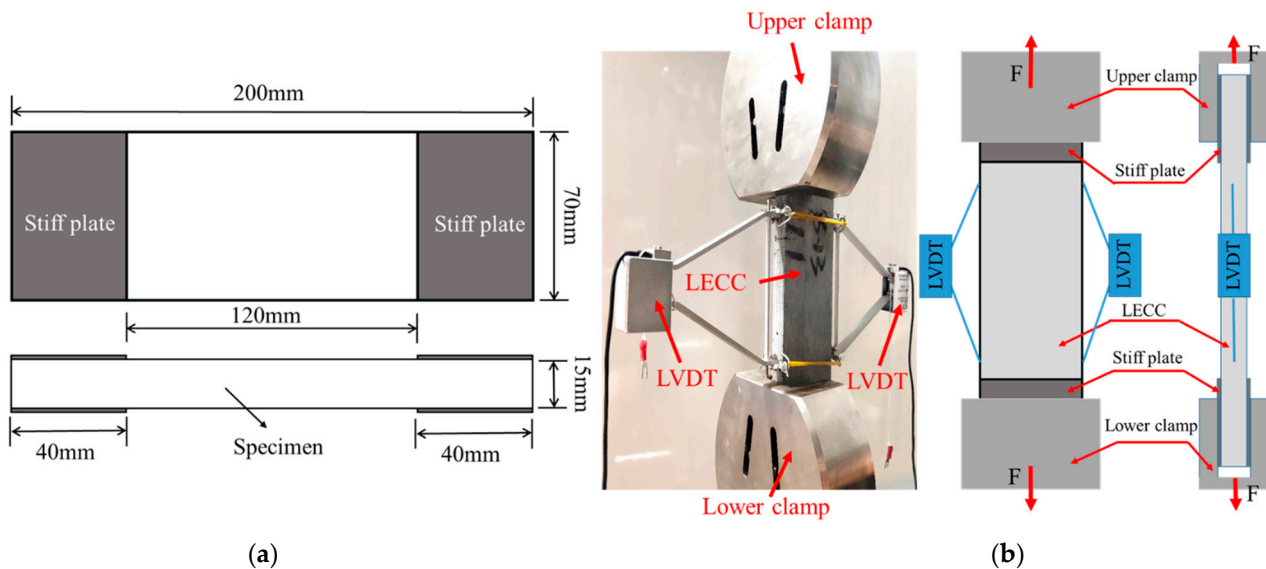 200mm
Stiff plate
Stiff plate
70mm
120mm
15mm
40mm
Specimen
40mm
(a)
Upper clamp
LECC
LVDT
LVDT
Lower clamp
F
F
Upper clamp
Stiff plate
LVDT
LVDT
LVDT
LECC
Stiff plate
Lower clamp
F
F
(b)